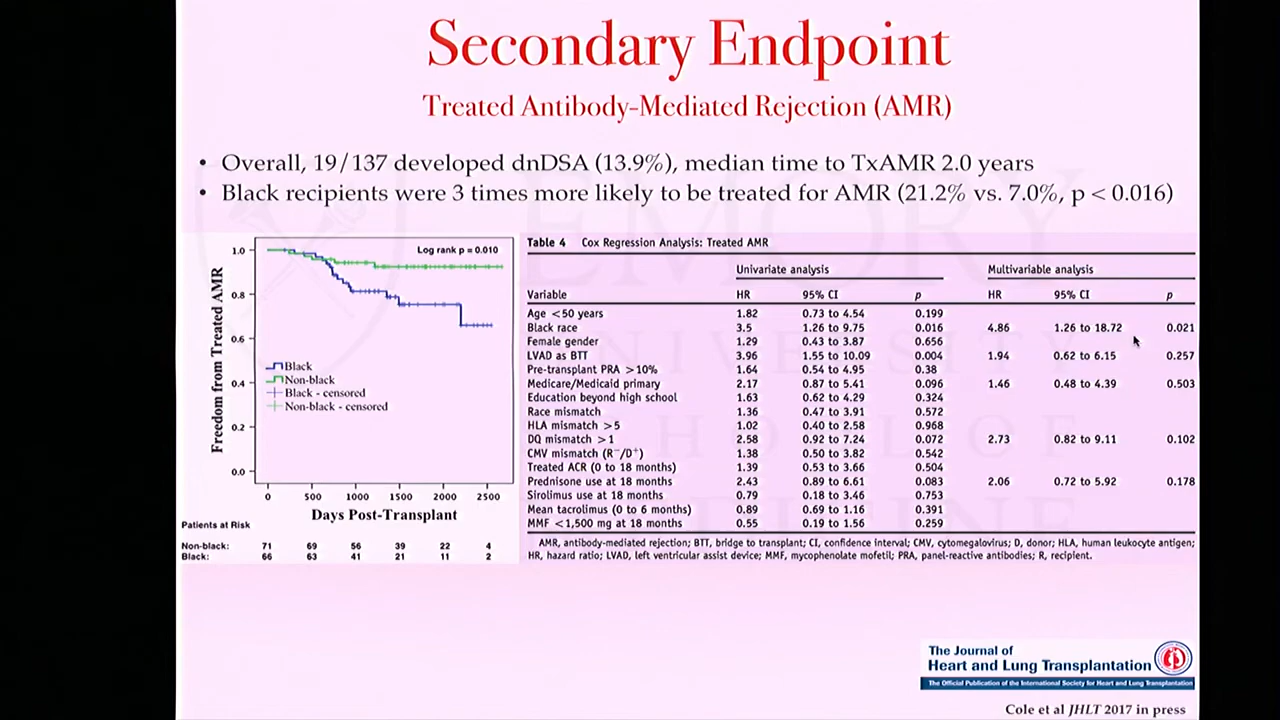 Secondary Endpoint
Treated Antibody-Mediated Rejection (AMR)
• Overall, 19/137 developed dnDSA (13.9%), median time to TxAMR 2.0 years
• Black recipients were 3 times more likely to be treated for AMR (21.2% vs. 7.0%, p < 0.016)
Log rank p = 0.010
Freedom from Treated AMR
1.0
0.8
0.6
0.4
0.2
0.0
Black
Non-black
Black - censored
Non-black - censored
0 500 1000 1500 2000 2500
Days Post-Transplant
Patients at Risk
Non-black: 71 69 56 39 22 4
Black: 66 63 41 21 11 2
Table 4 Cox Regression Analysis: Treated AMR
Univariate analysis Multivariable analysis
Variable HR 95% CI p HR 95% CI p
Age <50 years 1.82 0.73 to 4.54 0.199
Black race 3.5 1.26 to 9.75 0.016 4.86 1.26 to 18.72 0.021
Female gender 1.29 0.43 to 3.87 0.656
LVAD as BTT 3.96 1.55 to 10.09 0.004 1.94 0.62 to 6.15 0.257
Pre-transplant PRA >10% 1.64 0.54 to 4.95 0.38
Medicare/Medicaid primary 2.17 0.87 to 5.41 0.096 1.46 0.48 to 4.39 0.503
Education beyond high school 1.63 0.62 to 4.29 0.324
Race mismatch 1.36 0.47 to 3.91 0.572
HLA mismatch >5 1.02 0.40 to 2.58 0.968
DQ mismatch >1 2.58 0.92 to 7.24 0.072 2.73 0.82 to 9.11 0.102
CMV mismatch (R⁻/D⁺) 1.38 0.50 to 3.82 0.542
Treated ACR (0 to 18 months) 1.39 0.53 to 3.66 0.504
Prednisone use at 18 months 2.43 0.89 to 6.61 0.083 2.06 0.72 to 5.92 0.178
Sirolimus use at 18 months 0.79 0.18 to 3.46 0.753
Mean tacrolimus (0 to 6 months) 0.89 0.69 to 1.16 0.391
MMF <1,500 mg at 18 months 0.55 0.19 to 1.56 0.259
AMR, antibody-mediated rejection; BTT, bridge to transplant; CI, confidence interval; CMV, cytomegalovirus; D, donor; HLA, human leukocyte antigen;
HR, hazard ratio; LVAD, left ventricular assist device; MMF, mycophenolate mofetil; PRA, panel-reactive antibodies; R, recipient.
EMORY
UNIVERSITY
SCHOOL OF
MEDICINE
The Journal of
Heart and Lung Transplantation
The Official Publication of the International Society for Heart and Lung Transplantation
Cole et al JHLT 2017 in press